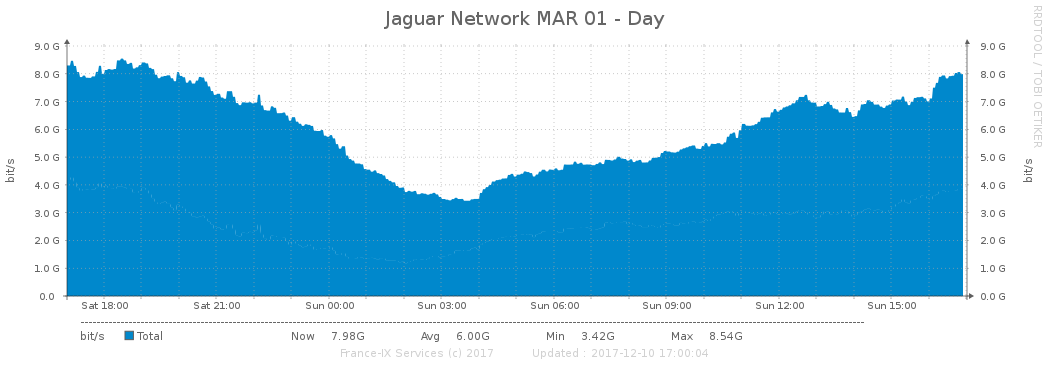 Jaguar Network MAR 01 - Day
RRDTOOL / TOBI OETIKER
9.0 G 9.0 G
8.0 G 8.0 G
7.0 G 7.0 G
6.0 G 6.0 G
5.0 G 5.0 G
4.0 G 4.0 G
3.0 G 3.0 G
2.0 G 2.0 G
1.0 G 1.0 G
0.0 0.0 G
bit/s bit/s
Sat 18:00 Sat 21:00 Sun 00:00 Sun 03:00 Sun 06:00 Sun 09:00 Sun 12:00 Sun 15:00
bit/s Total Now 7.98G Avg 6.00G Min 3.42G Max 8.54G
France-IX Services (c) 2017 Updated : 2017-12-10 17:00:04